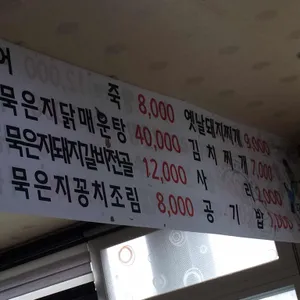 어 죽 8,000 옛날돼지찌개 9,000
묵은지닭매운탕 40,000 김치찌개 7,000
묵은지돼지갈비전골 12,000 사 리 2,000
묵은지꽁치조림 8,000 공기밥 1,000